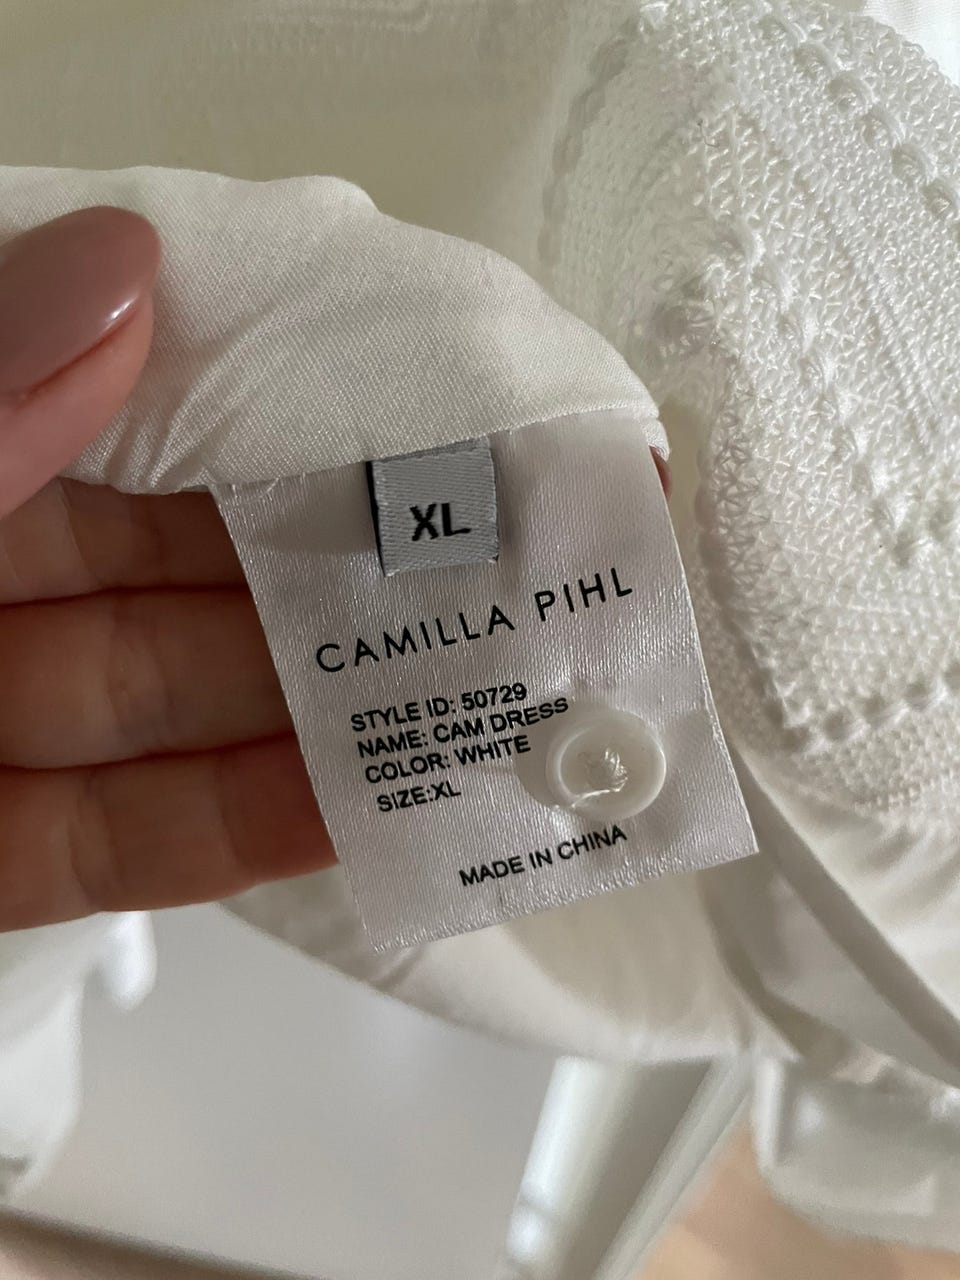 XL
CAMILLA PIHL
STYLE ID: 50729
NAME: CAM DRESS
COLOR: WHITE
SIZE:XL
MADE IN CHINA